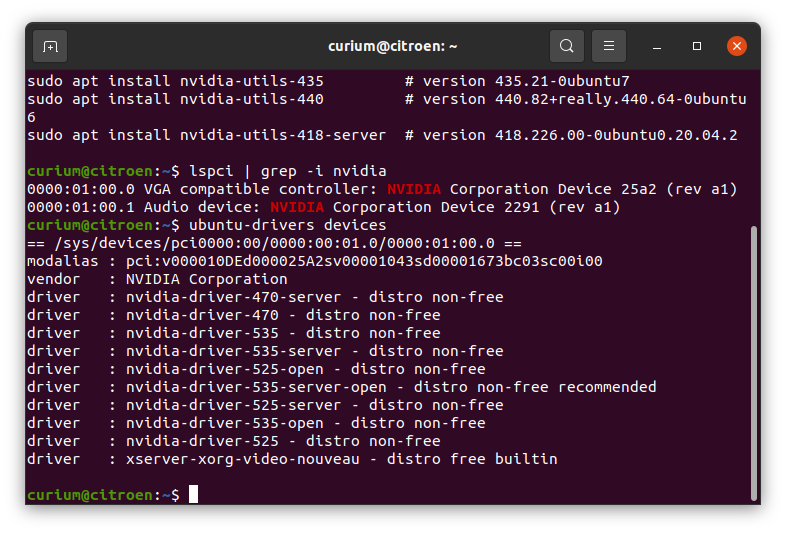 curium@citroen: ~
sudo apt install nvidia-utils-435         # version 435.21-0ubuntu7
sudo apt install nvidia-utils-440         # version 440.82+really.440.64-0ubuntu
6
sudo apt install nvidia-utils-418-server  # version 418.226.00-0ubuntu0.20.04.2
curium@citroen:~$ lspci | grep -i nvidia
0000:01:00.0 VGA compatible controller: NVIDIA Corporation Device 25a2 (rev a1)
0000:01:00.1 Audio device: NVIDIA Corporation Device 2291 (rev a1)
curium@citroen:~$ ubuntu-drivers devices
== /sys/devices/pci0000:00/0000:00:01.0/0000:01:00.0 ==
modalias : pci:v000010DEd000025A2sv00001043sd00001673bc03sc00i00
vendor   : NVIDIA Corporation
driver   : nvidia-driver-470-server - distro non-free
driver   : nvidia-driver-470 - distro non-free
driver   : nvidia-driver-535 - distro non-free
driver   : nvidia-driver-535-server - distro non-free
driver   : nvidia-driver-525-open - distro non-free
driver   : nvidia-driver-535-server-open - distro non-free recommended
driver   : nvidia-driver-525-server - distro non-free
driver   : nvidia-driver-535-open - distro non-free
driver   : nvidia-driver-525 - distro non-free
driver   : xserver-xorg-video-nouveau - distro free builtin
curium@citroen:~$